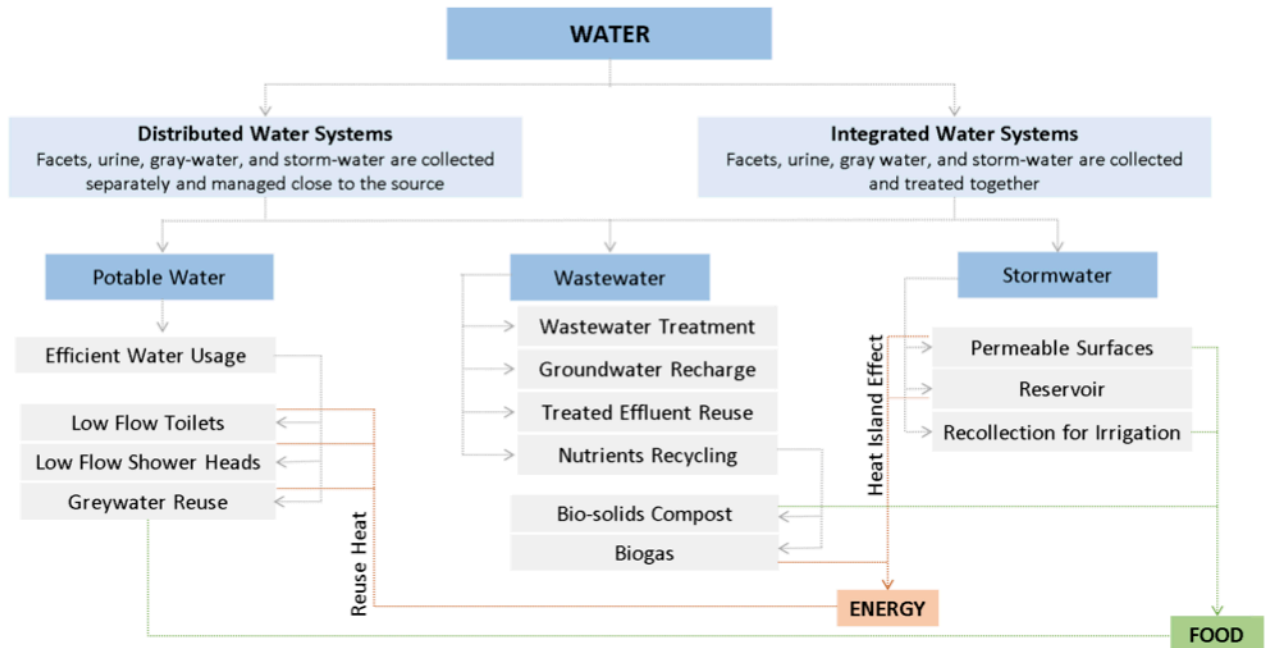 WATER
Distributed Water Systems
Facets, urine, gray-water, and storm-water are collected
separately and managed close to the source
Integrated Water Systems
Facets, urine, gray water, and storm-water are collected
and treated together
Potable Water
Efficient Water Usage
Low Flow Toilets
Low Flow Shower Heads
Greywater Reuse
Reuse Heat
Wastewater
Wastewater Treatment
Groundwater Recharge
Treated Effluent Reuse
Nutrients Recycling
Bio-solids Compost
Biogas
Heat Island Effect
Stormwater
Permeable Surfaces
Reservoir
Recollection for Irrigation
ENERGY
FOOD